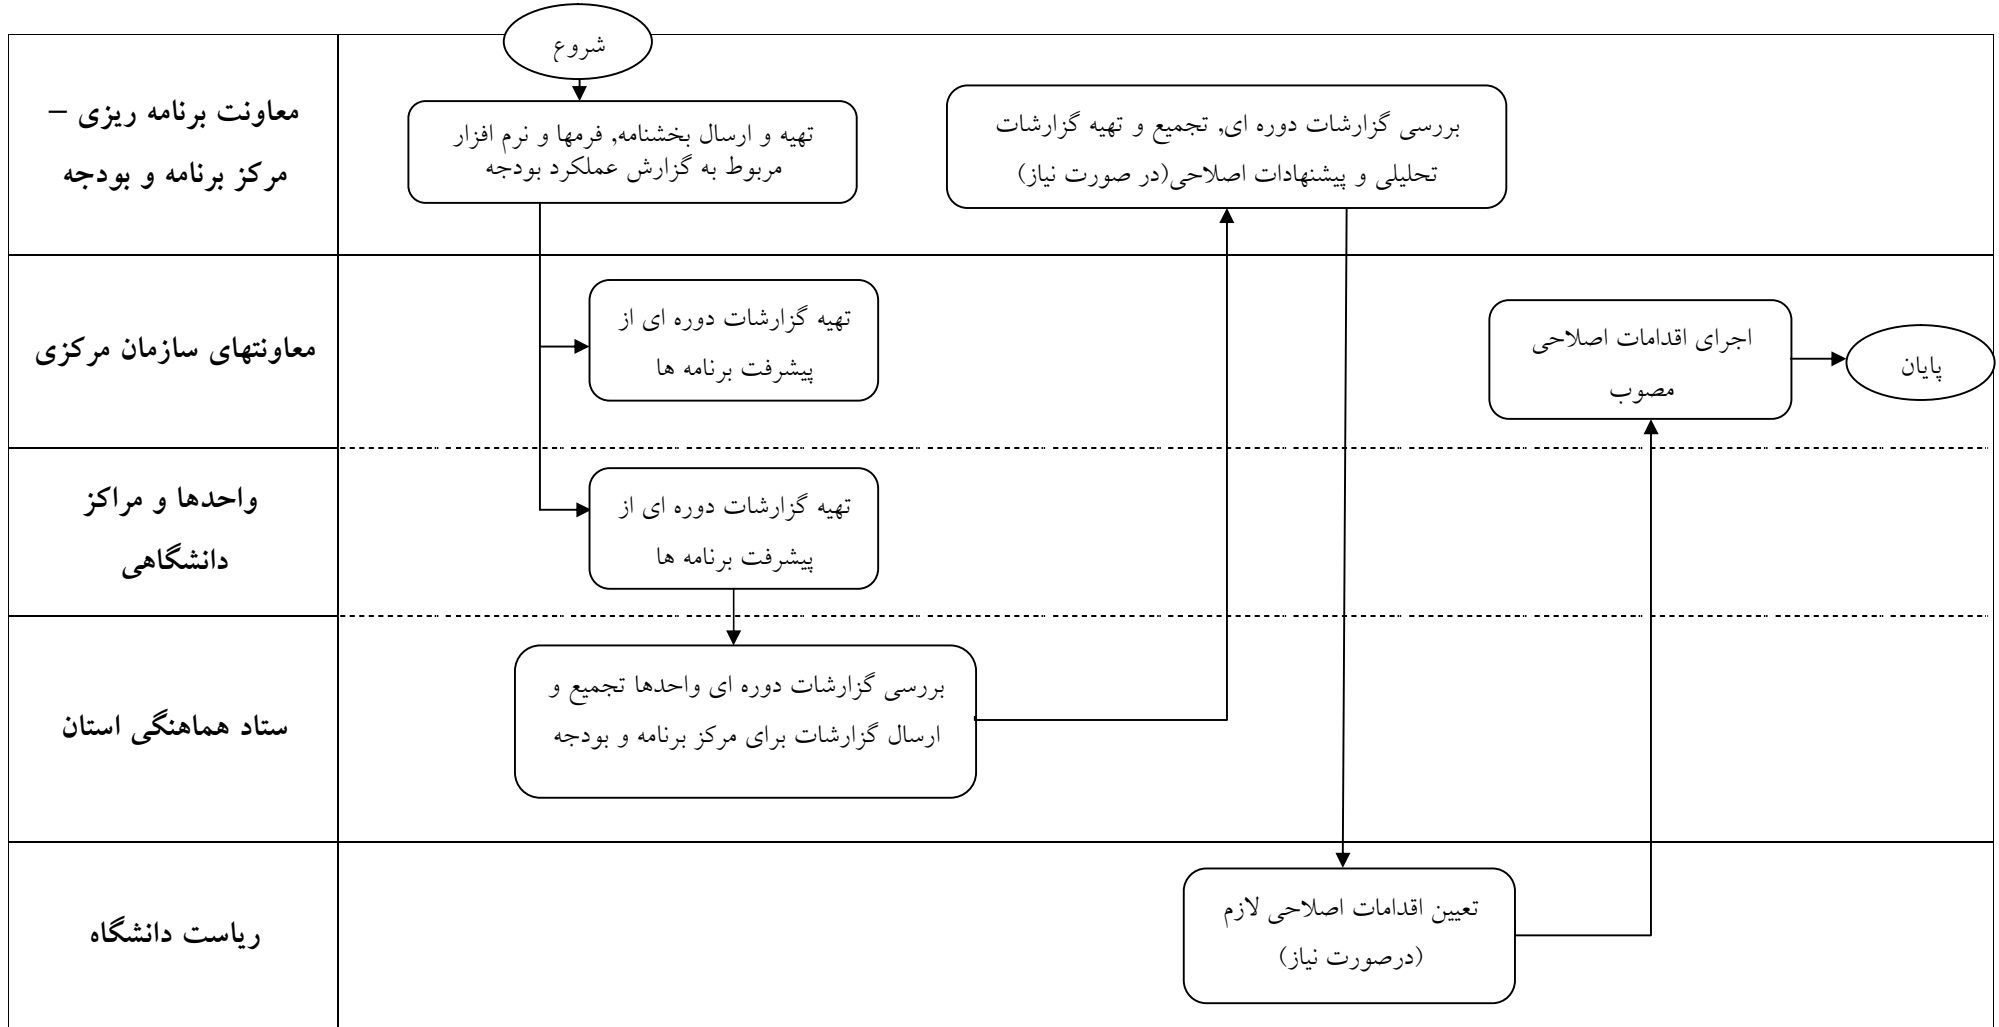 شروع
معاونت برنامه ریزی –
مرکز برنامه و بودجه
تهیه و ارسال بخشنامه, فرمها و نرم افزار
مربوط به گزارش عملکرد بودجه
بررسی گزارشات دوره ای, تجمیع و تهیه گزارشات
تحلیلی و پیشنهادات اصلاحی(در صورت نیاز)
معاونتهای سازمان مرکزی
تهیه گزارشات دوره ای از
پیشرفت برنامه ها
اجرای اقدامات اصلاحی
مصوب
پایان
واحدها و مراکز
دانشگاهی
تهیه گزارشات دوره ای از
پیشرفت برنامه ها
ستاد هماهنگی استان
بررسی گزارشات دوره ای واحدها تجمیع و
ارسال گزارشات برای مرکز برنامه و بودجه
ریاست دانشگاه
تعیین اقدامات اصلاحی لازم
(درصورت نیاز)